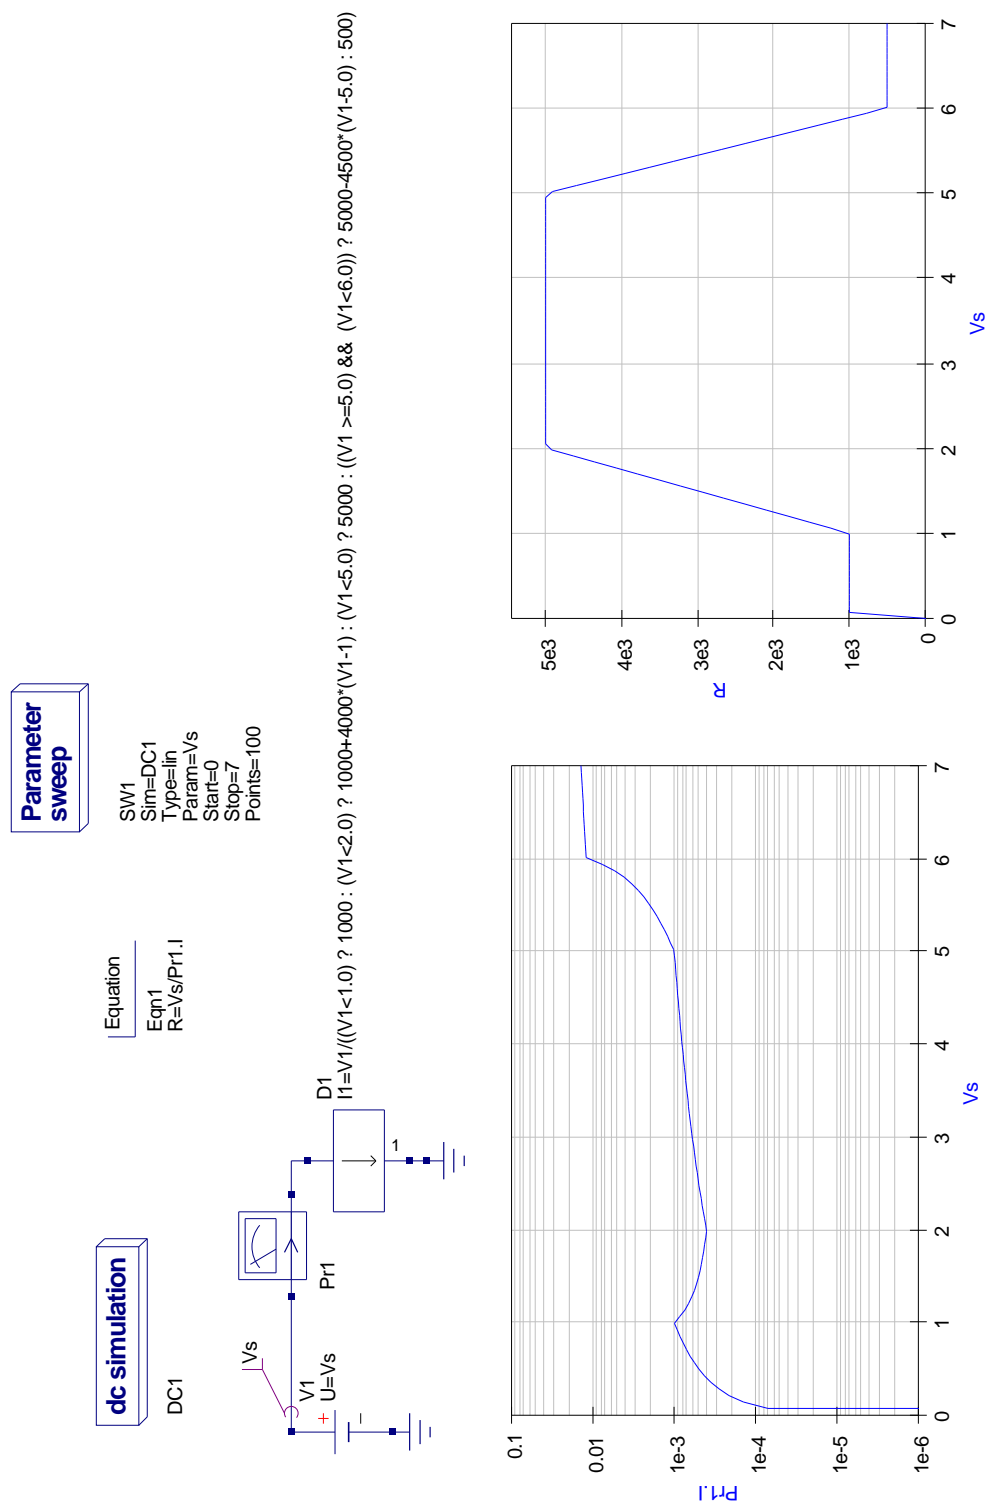 dc simulation
DC1
Equation
Eqn1
R=Vs/Pr1.I
Parameter
sweep
SW1
Sim=DC1
Type=lin
Param=Vs
Start=0
Stop=7
Points=100
Vs
V1
U=Vs
+
−
Pr1
D1
I1=V1/((V1<1.0) ? 1000 : (V1<2.0) ? 1000+4000*(V1-1) : (V1<5.0) ? 5000 : ((V1 >=5.0) && (V1<6.0)) ? 5000-4500*(V1-5.0) : 500)
1
0.1
0.01
1e-3
1e-4
1e-5
1e-6
Pr1.I
0 1 2 3 4 5 6 7
Vs
5e3
4e3
3e3
2e3
1e3
0
R
0 1 2 3 4 5 6 7
Vs